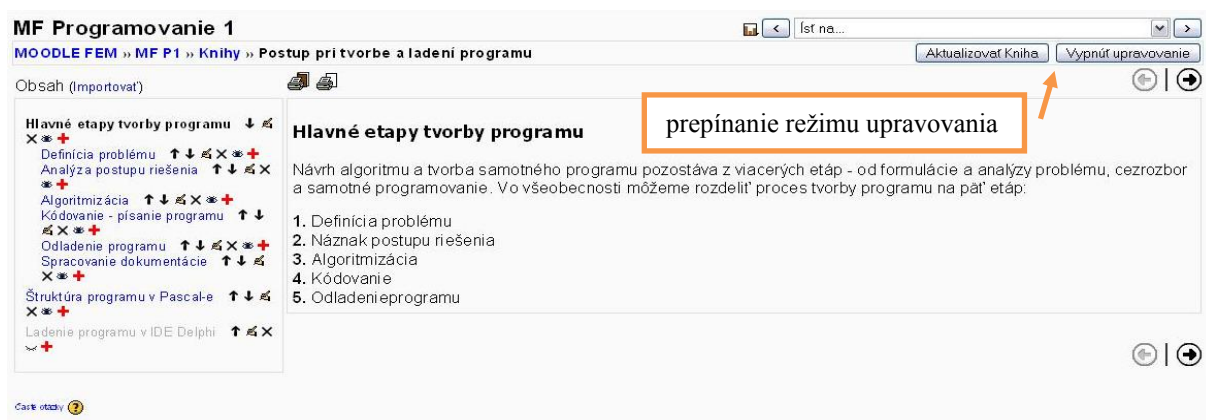 MF Programovanie 1
Ísť na...
MOODLE FEM » MF P1 » Knihy » Postup pri tvorbe a ladení programu
Aktualizovať Kniha
Vypnúť upravovanie
Obsah (Importovať)
prepínanie režimu upravovania
Hlavné etapy tvorby programu
Definícia problému
Analýza postupu riešenia
Algoritmizácia
Kódovanie - písanie programu
Odladenie programu
Spracovanie dokumentácie
Štruktúra programu v Pascal-e
Ladenie programu v IDE Delphi
Hlavné etapy tvorby programu
Návrh algoritmu a tvorba samotného programu pozostáva z viacerých etáp - od formulácie a analýzy problému, cezrozbor
a samotné programovanie. Vo všeobecnosti môžeme rozdeliť proces tvorby programu na päť etáp:
1. Definícia problému
2. Náznak postupu riešenia
3. Algoritmizácia
4. Kódovanie
5. Odladenieprogramu
Časté otázky